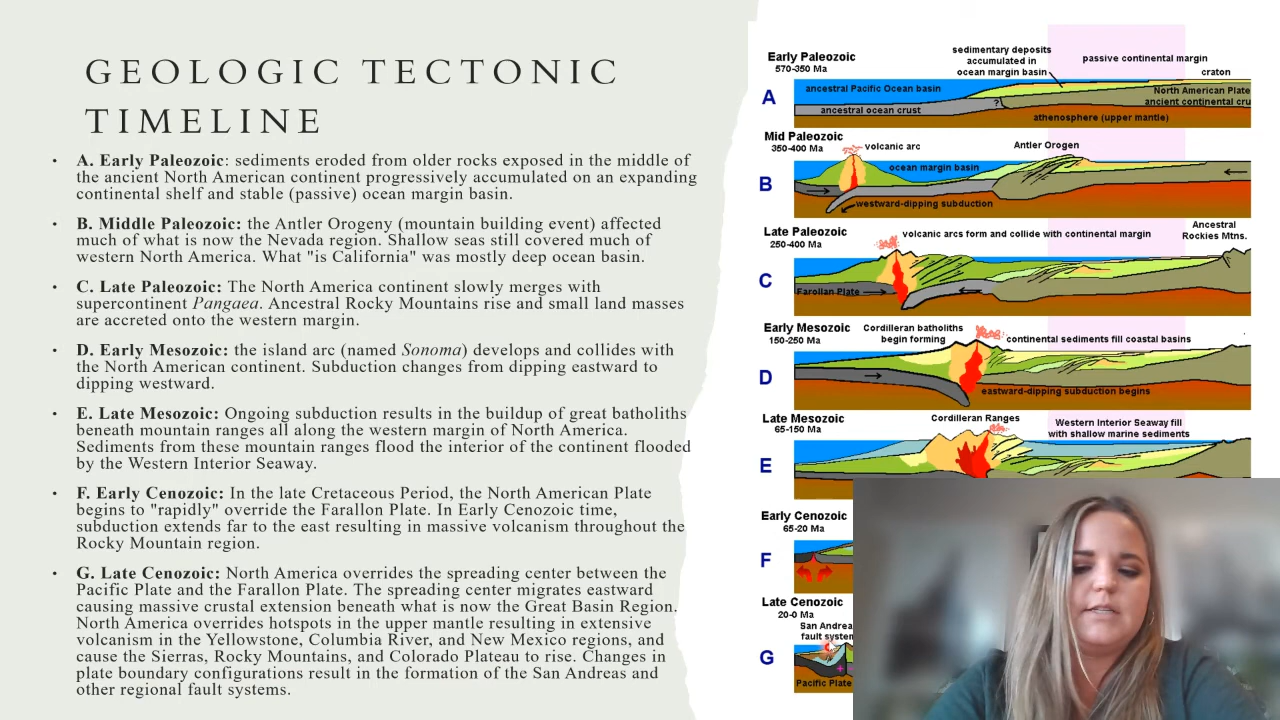 GEOLOGIC TECTONIC
TIMELINE
• A. Early Paleozoic: sediments eroded from older rocks exposed in the middle of
the ancient North American continent progressively accumulated on an expanding
continental shelf and stable (passive) ocean margin basin.
• B. Middle Paleozoic: the Antler Orogeny (mountain building event) affected
much of what is now the Nevada region. Shallow seas still covered much of
western North America. What "is California" was mostly deep ocean basin.
• C. Late Paleozoic: The North America continent slowly merges with
supercontinent Pangaea. Ancestral Rocky Mountains rise and small land masses
are accreted onto the western margin.
• D. Early Mesozoic: the island arc (named Sonoma) develops and collides with
the North American continent. Subduction changes from dipping eastward to
dipping westward.
• E. Late Mesozoic: Ongoing subduction results in the buildup of great batholiths
beneath mountain ranges all along the western margin of North America.
Sediments from these mountain ranges flood the interior of the continent flooded
by the Western Interior Seaway.
• F. Early Cenozoic: In the late Cretaceous Period, the North American Plate
begins to "rapidly" override the Farallon Plate. In Early Cenozoic time,
subduction extends far to the east resulting in massive volcanism throughout the
Rocky Mountain region.
• G. Late Cenozoic: North America overrides the spreading center between the
Pacific Plate and the Farallon Plate. The spreading center migrates eastward
causing massive crustal extension beneath what is now the Great Basin Region.
North America overrides hotspots in the upper mantle resulting in extensive
volcanism in the Yellowstone, Columbia River, and New Mexico regions, and
cause the Sierras, Rocky Mountains, and Colorado Plateau to rise. Changes in
plate boundary configurations result in the formation of the San Andreas and
other regional fault systems.
Early Paleozoic
570-350 Ma
sedimentary deposits
accumulated in
ocean margin basin
passive continental margin
craton
A
ancestral Pacific Ocean basin
ancestral ocean crust
?
North American Plate
ancient continental cru
athenosphere (upper mantle)
Mid Paleozoic
350-400 Ma
volcanic arc
Antler Orogen
B
ocean margin basin
westward-dipping subduction
Late Paleozoic
250-400 Ma
volcanic arcs form and collide with continental margin
Ancestral
Rockies Mtns.
C
Farollan Plate
Early Mesozoic
150-250 Ma
Cordilleran batholiths
begin forming
continental sediments fill coastal basins
D
eastward-dipping subduction begins
Late Mesozoic
65-150 Ma
Cordilleran Ranges
Western Interior Seaway fill
with shallow marine sediments
E
Early Cenozoic
65-20 Ma
F
Late Cenozoic
20-0 Ma
San Andrea
fault system
G
Pacific Plate